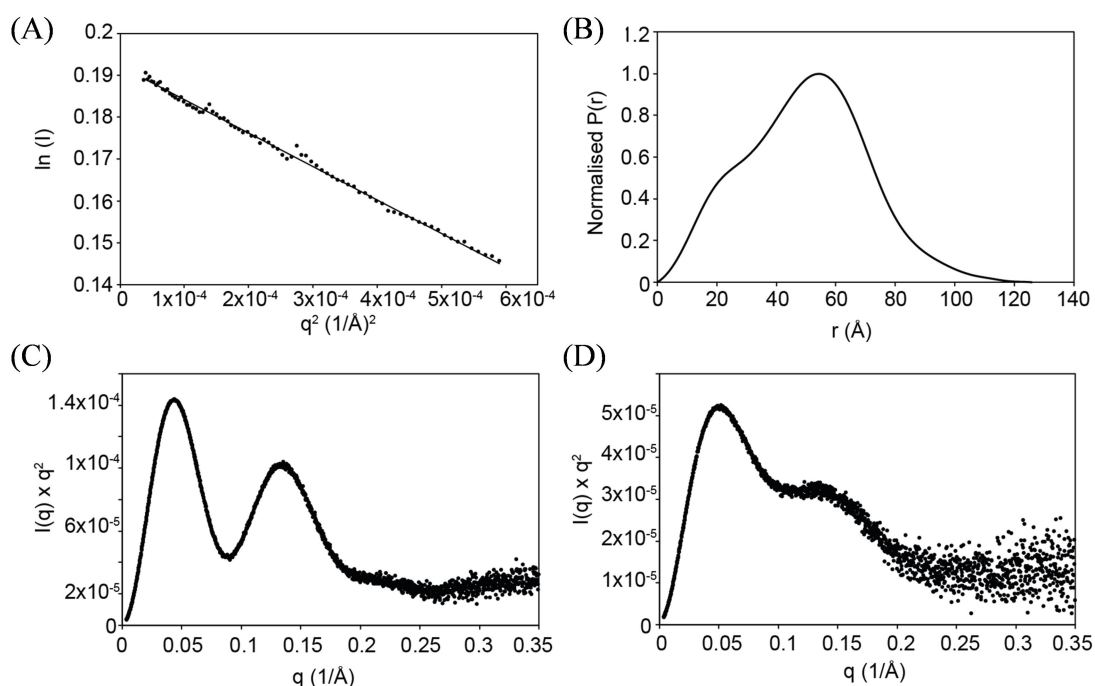 (A)
0.2
0.19
0.18
0.17
0.16
0.15
0.14
ln (I)
0 1x10⁻⁴ 2x10⁻⁴ 3x10⁻⁴ 4x10⁻⁴ 5x10⁻⁴ 6x10⁻⁴
q² (1/Å)²
(B)
1.2
1.0
0.8
0.6
0.4
0.2
0
Normalised P(r)
0 20 40 60 80 100 120 140
r (Å)
(C)
1.4x10⁻⁴
1x10⁻⁴
6x10⁻⁵
2x10⁻⁵
0
I(q) x q²
0 0.05 0.1 0.15 0.2 0.25 0.3 0.35
q (1/Å)
(D)
5x10⁻⁵
4x10⁻⁵
3x10⁻⁵
2x10⁻⁵
1x10⁻⁵
0
I(q) x q²
0 0.05 0.1 0.15 0.2 0.25 0.3 0.35
q (1/Å)